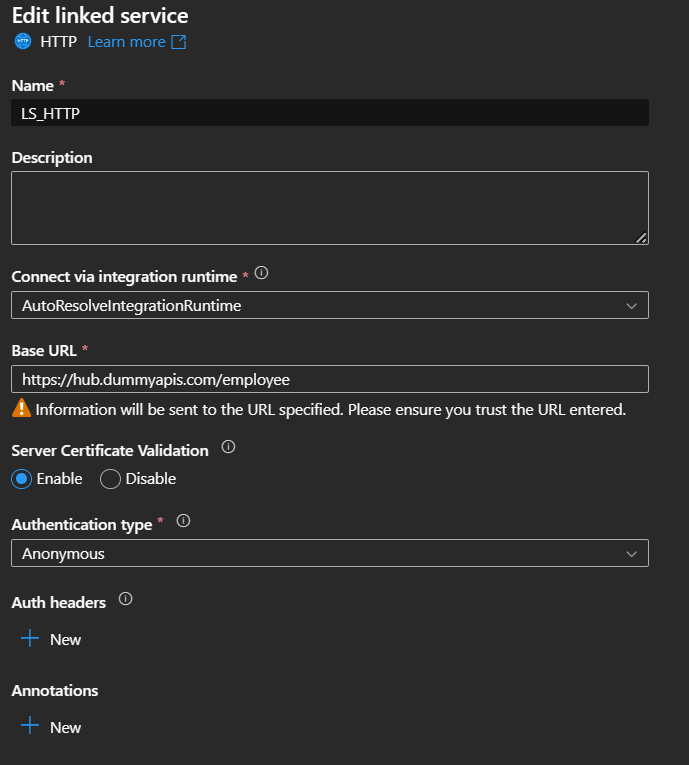 Edit linked service
HTTP Learn more
Name *
LS_HTTP
Description
Connect via integration runtime *
AutoResolveIntegrationRuntime
Base URL *
https://hub.dummyapis.com/employee
Information will be sent to the URL specified. Please ensure you trust the URL entered.
Server Certificate Validation
Enable Disable
Authentication type *
Anonymous
Auth headers
New
Annotations
New